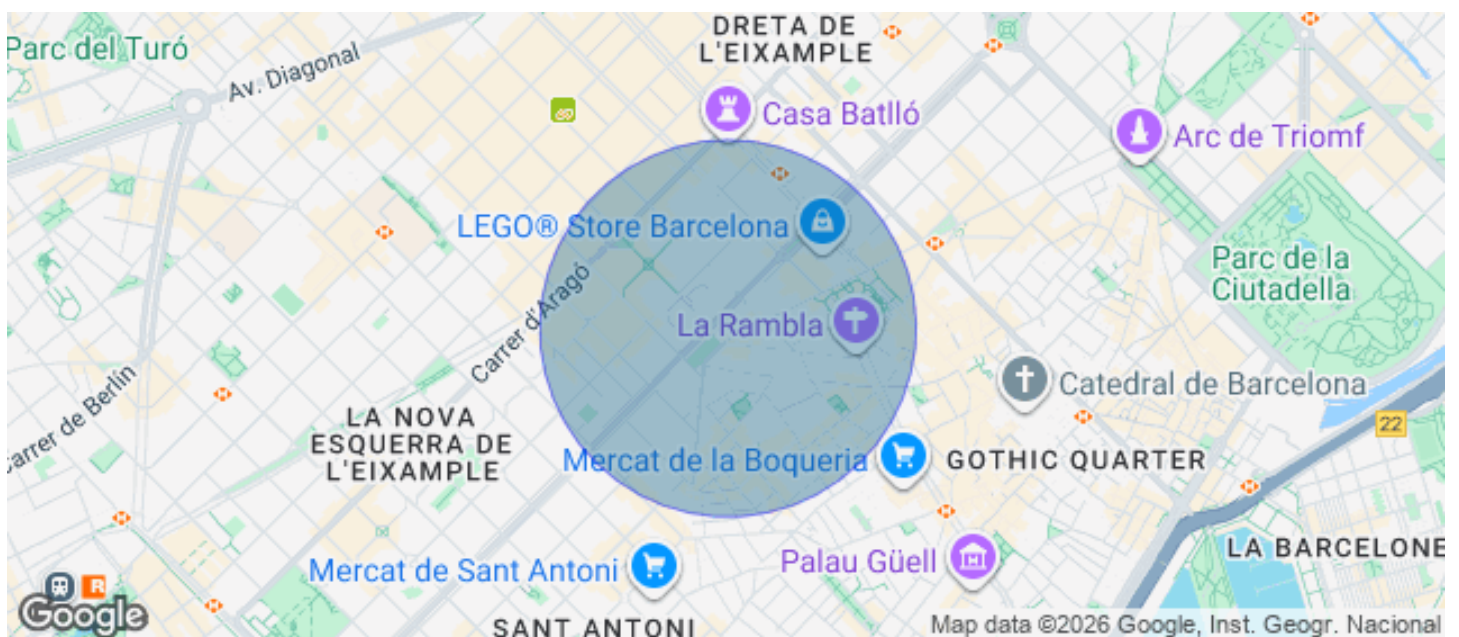 DRETA DE
L'EIXAMPLE
Parc del Turó
Av. Diagonal
Casa Batlló
Arc de Triomf
LEGO® Store Barcelona
Parc de la
Ciutadella
Carrer d'Aragó
La Rambla
Catedral de Barcelona
Carrer de Berlín
22
LA NOVA
ESQUERRA DE
L'EIXAMPLE
Mercat de la Boqueria
GOTHIC QUARTER
Mercat de Sant Antoni
Palau Güell
LA BARCELONE
R
Google
SANT ANTONI
Map data ©2026 Google, Inst. Geogr. Nacional